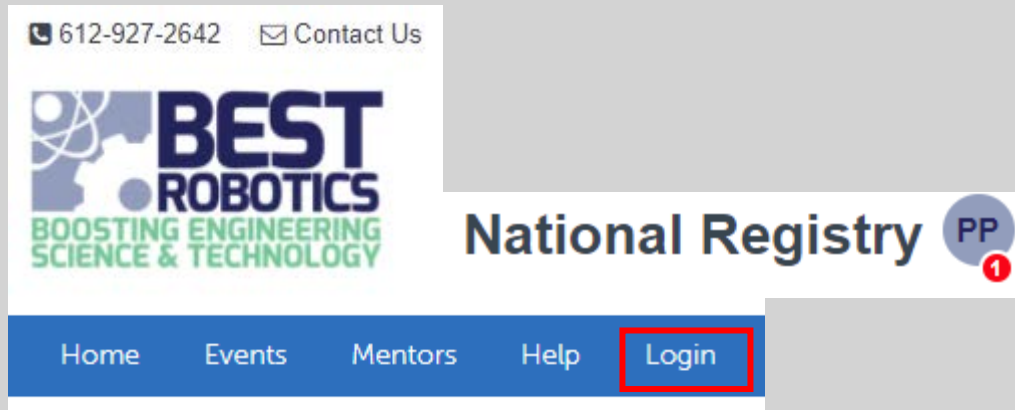 612-927-2642 Contact Us
BEST
ROBOTICS
BOOSTING ENGINEERING
SCIENCE & TECHNOLOGY
National Registry PP
1
Home Events Mentors Help Login